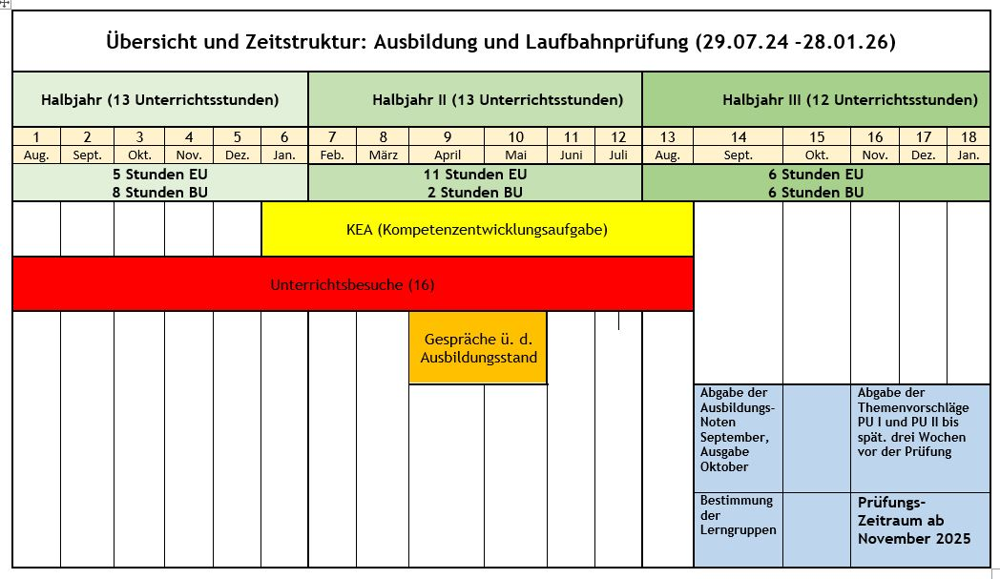 Übersicht und Zeitstruktur: Ausbildung und Laufbahnprüfung (29.07.24 -28.01.26)
Halbjahr (13 Unterrichtsstunden) Halbjahr II (13 Unterrichtsstunden) Halbjahr III (12 Unterrichtsstunden)
1 2 3 4 5 6 7 8 9 10 11 12 13 14 15 16 17 18
Aug. Sept. Okt. Nov. Dez. Jan. Feb. März April Mai Juni Juli Aug. Sept. Okt. Nov. Dez. Jan.
5 Stunden EU 11 Stunden EU 6 Stunden EU
8 Stunden BU 2 Stunden BU 6 Stunden BU
KEA (Kompetenzentwicklungsaufgabe)
Unterrichtsbesuche (16)
Gespräche ü. d.
Ausbildungsstand
Abgabe der
Ausbildungs-
Noten
September,
Ausgabe
Oktober
Abgabe der
Themenvorschläge
PU I und PU II bis
spät. drei Wochen
vor der Prüfung
Bestimmung
der
Lerngruppen
Prüfungs-
Zeitraum ab
November 2025